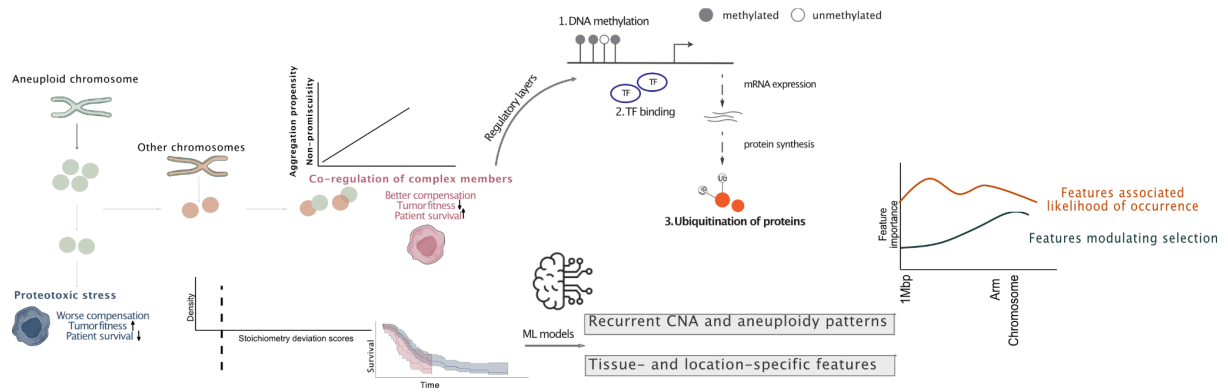 Aneuploid chromosome
Other chromosomes
Proteotoxic stress
Worse compensation
Tumor fitness
Patient survival
Aggregation propensity
Non-promiscuisity
Co-regulation of complex members
Better compensation
Tumor fitness
Patient survival
Density
Stoichiometry deviation scores
Survival
Time
Regulatory layers
methylated
unmethylated
1. DNA methylation
TF
TF
2. TF binding
mRNA expression
protein synthesis
Ub
Ub
3. Ubiquitination of proteins
ML models
Recurrent CNA and aneuploidy patterns
Tissue- and location-specific features
Feature
importance
1Mbp
Arm
Chromosome
Features associated
likelihood of occurrence
Features modulating selection